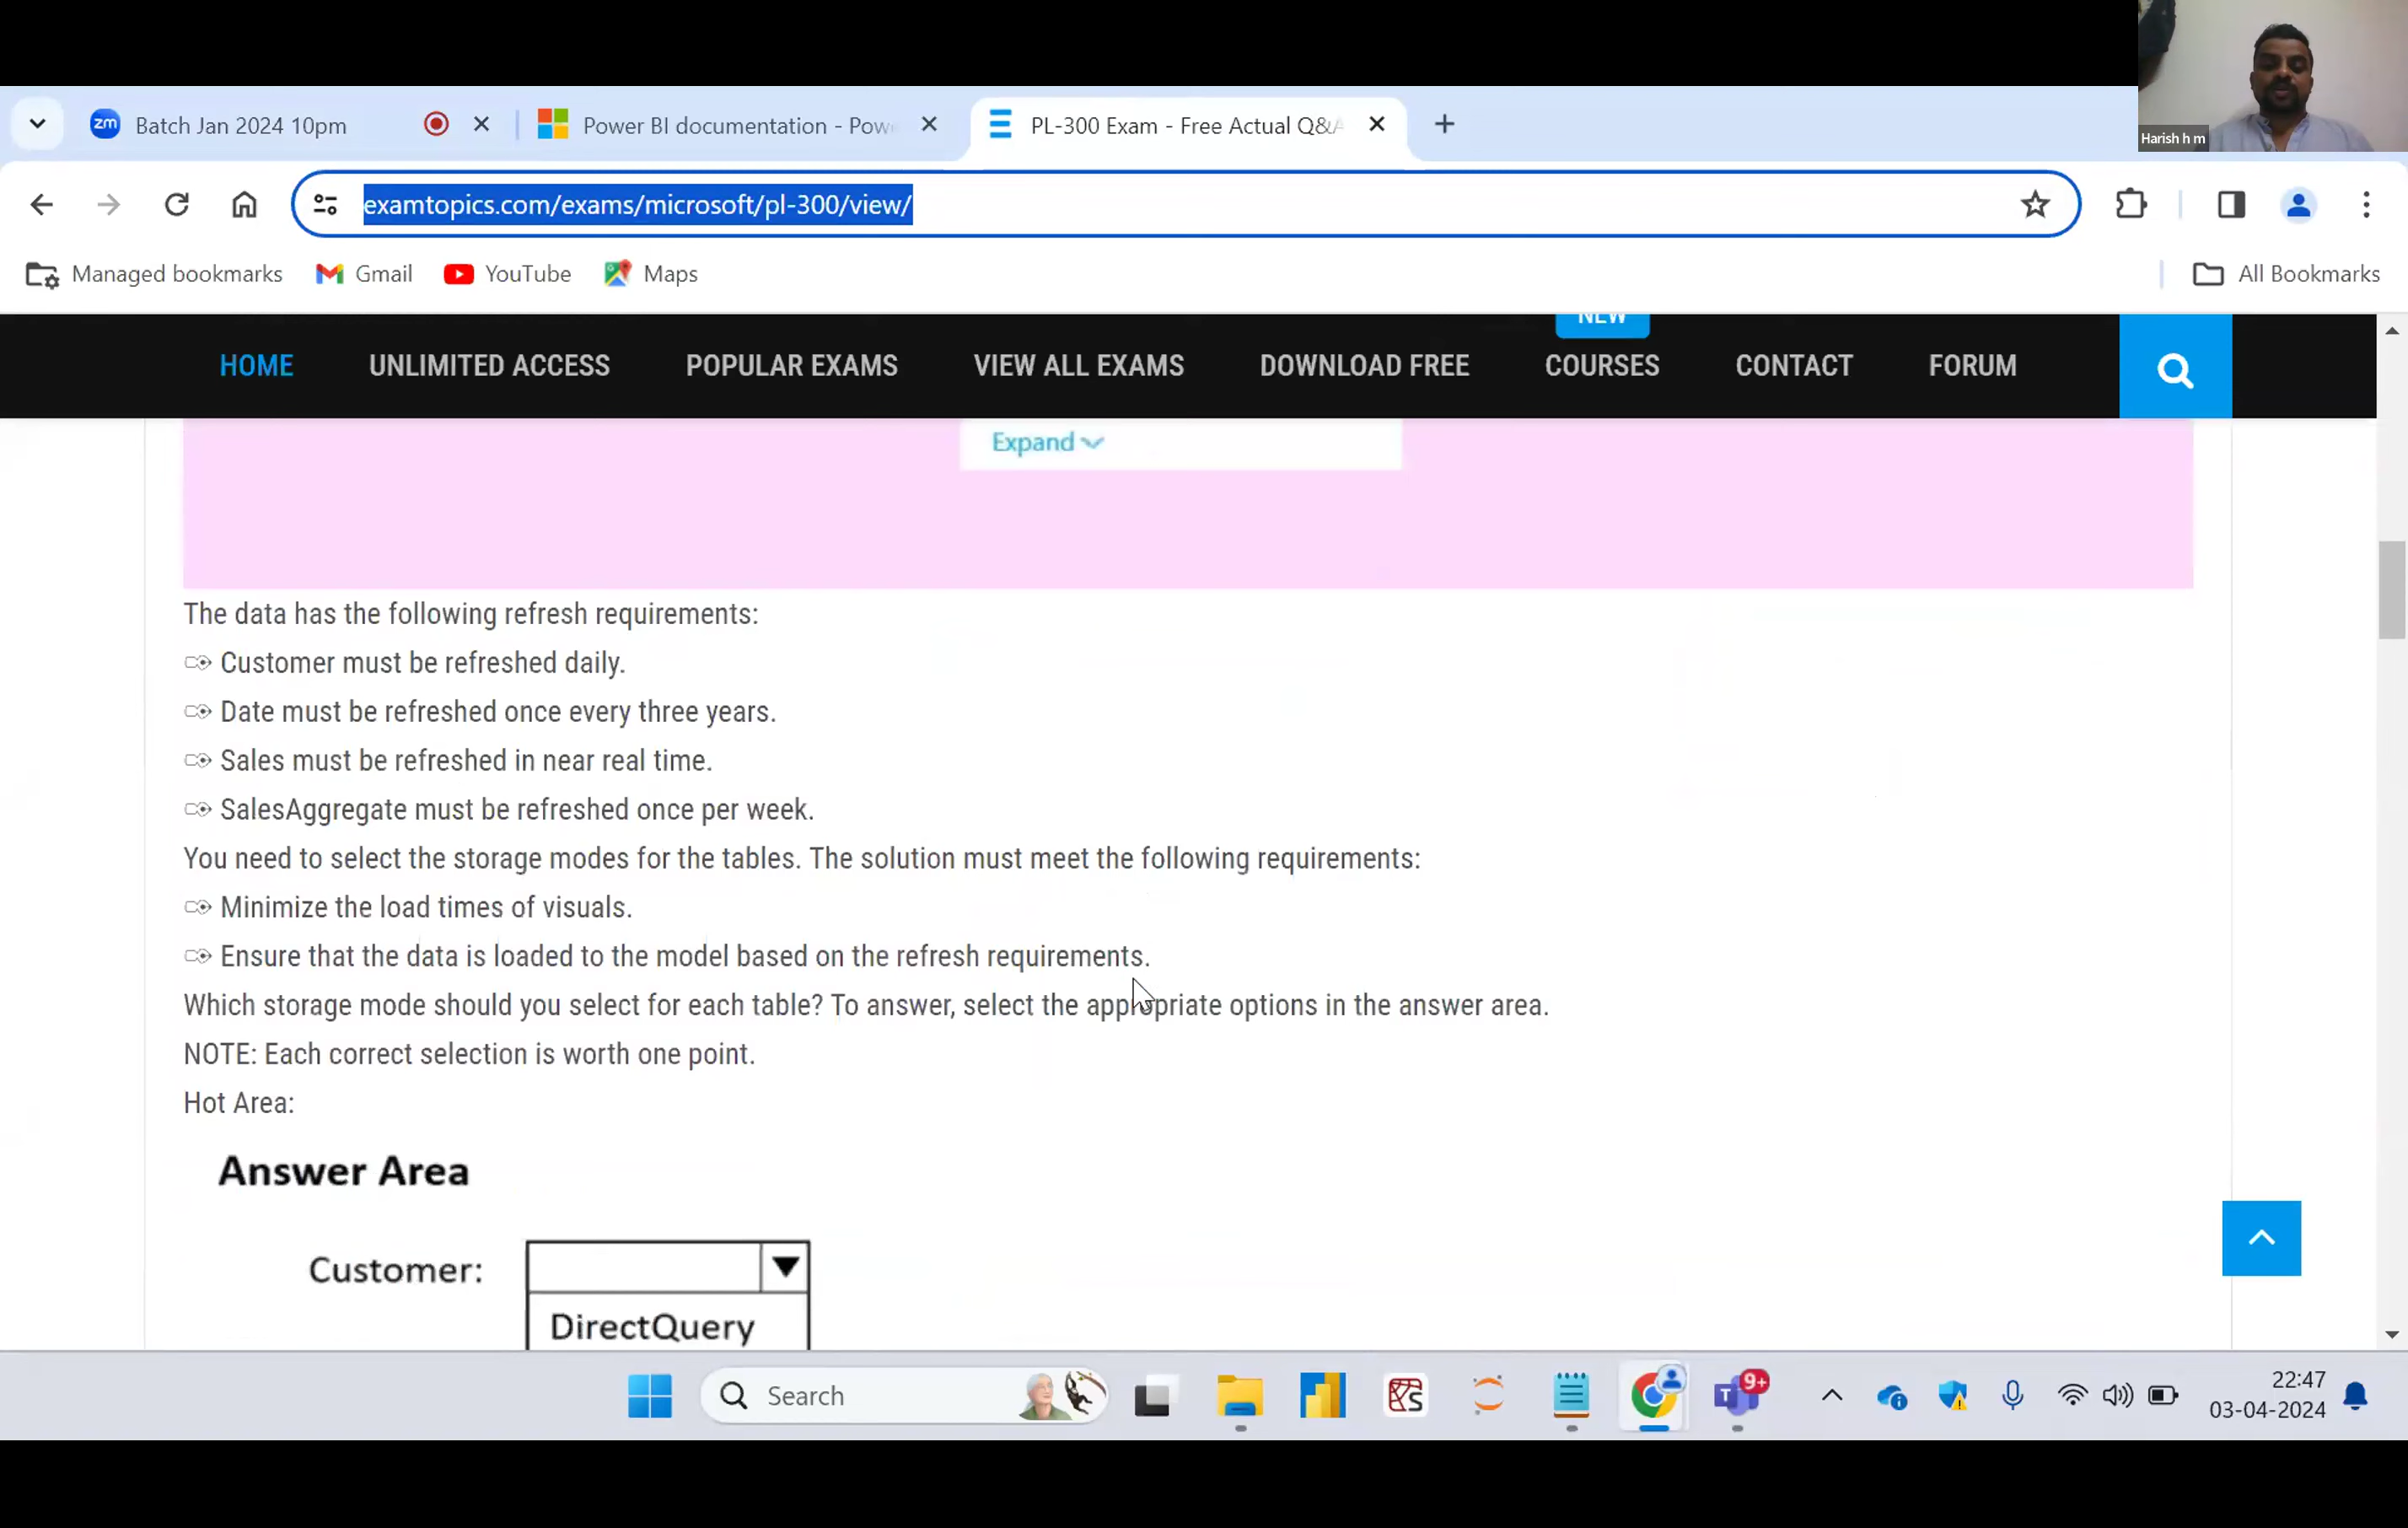 Harish h m
Batch Jan 2024 10pm
Power BI documentation - Pow
PL-300 Exam - Free Actual Q&A
examtopics.com/exams/microsoft/pl-300/view/
Managed bookmarks
Gmail
YouTube
Maps
All Bookmarks
NEW
HOME
UNLIMITED ACCESS
POPULAR EXAMS
VIEW ALL EXAMS
DOWNLOAD FREE
COURSES
CONTACT
FORUM
Expand
The data has the following refresh requirements:
Customer must be refreshed daily.
Date must be refreshed once every three years.
Sales must be refreshed in near real time.
SalesAggregate must be refreshed once per week.
You need to select the storage modes for the tables. The solution must meet the following requirements:
Minimize the load times of visuals.
Ensure that the data is loaded to the model based on the refresh requirements.
Which storage mode should you select for each table? To answer, select the appropriate options in the answer area.
NOTE: Each correct selection is worth one point.
Hot Area:
Answer Area
Customer:
DirectQuery
Search
9+
22:47
03-04-2024